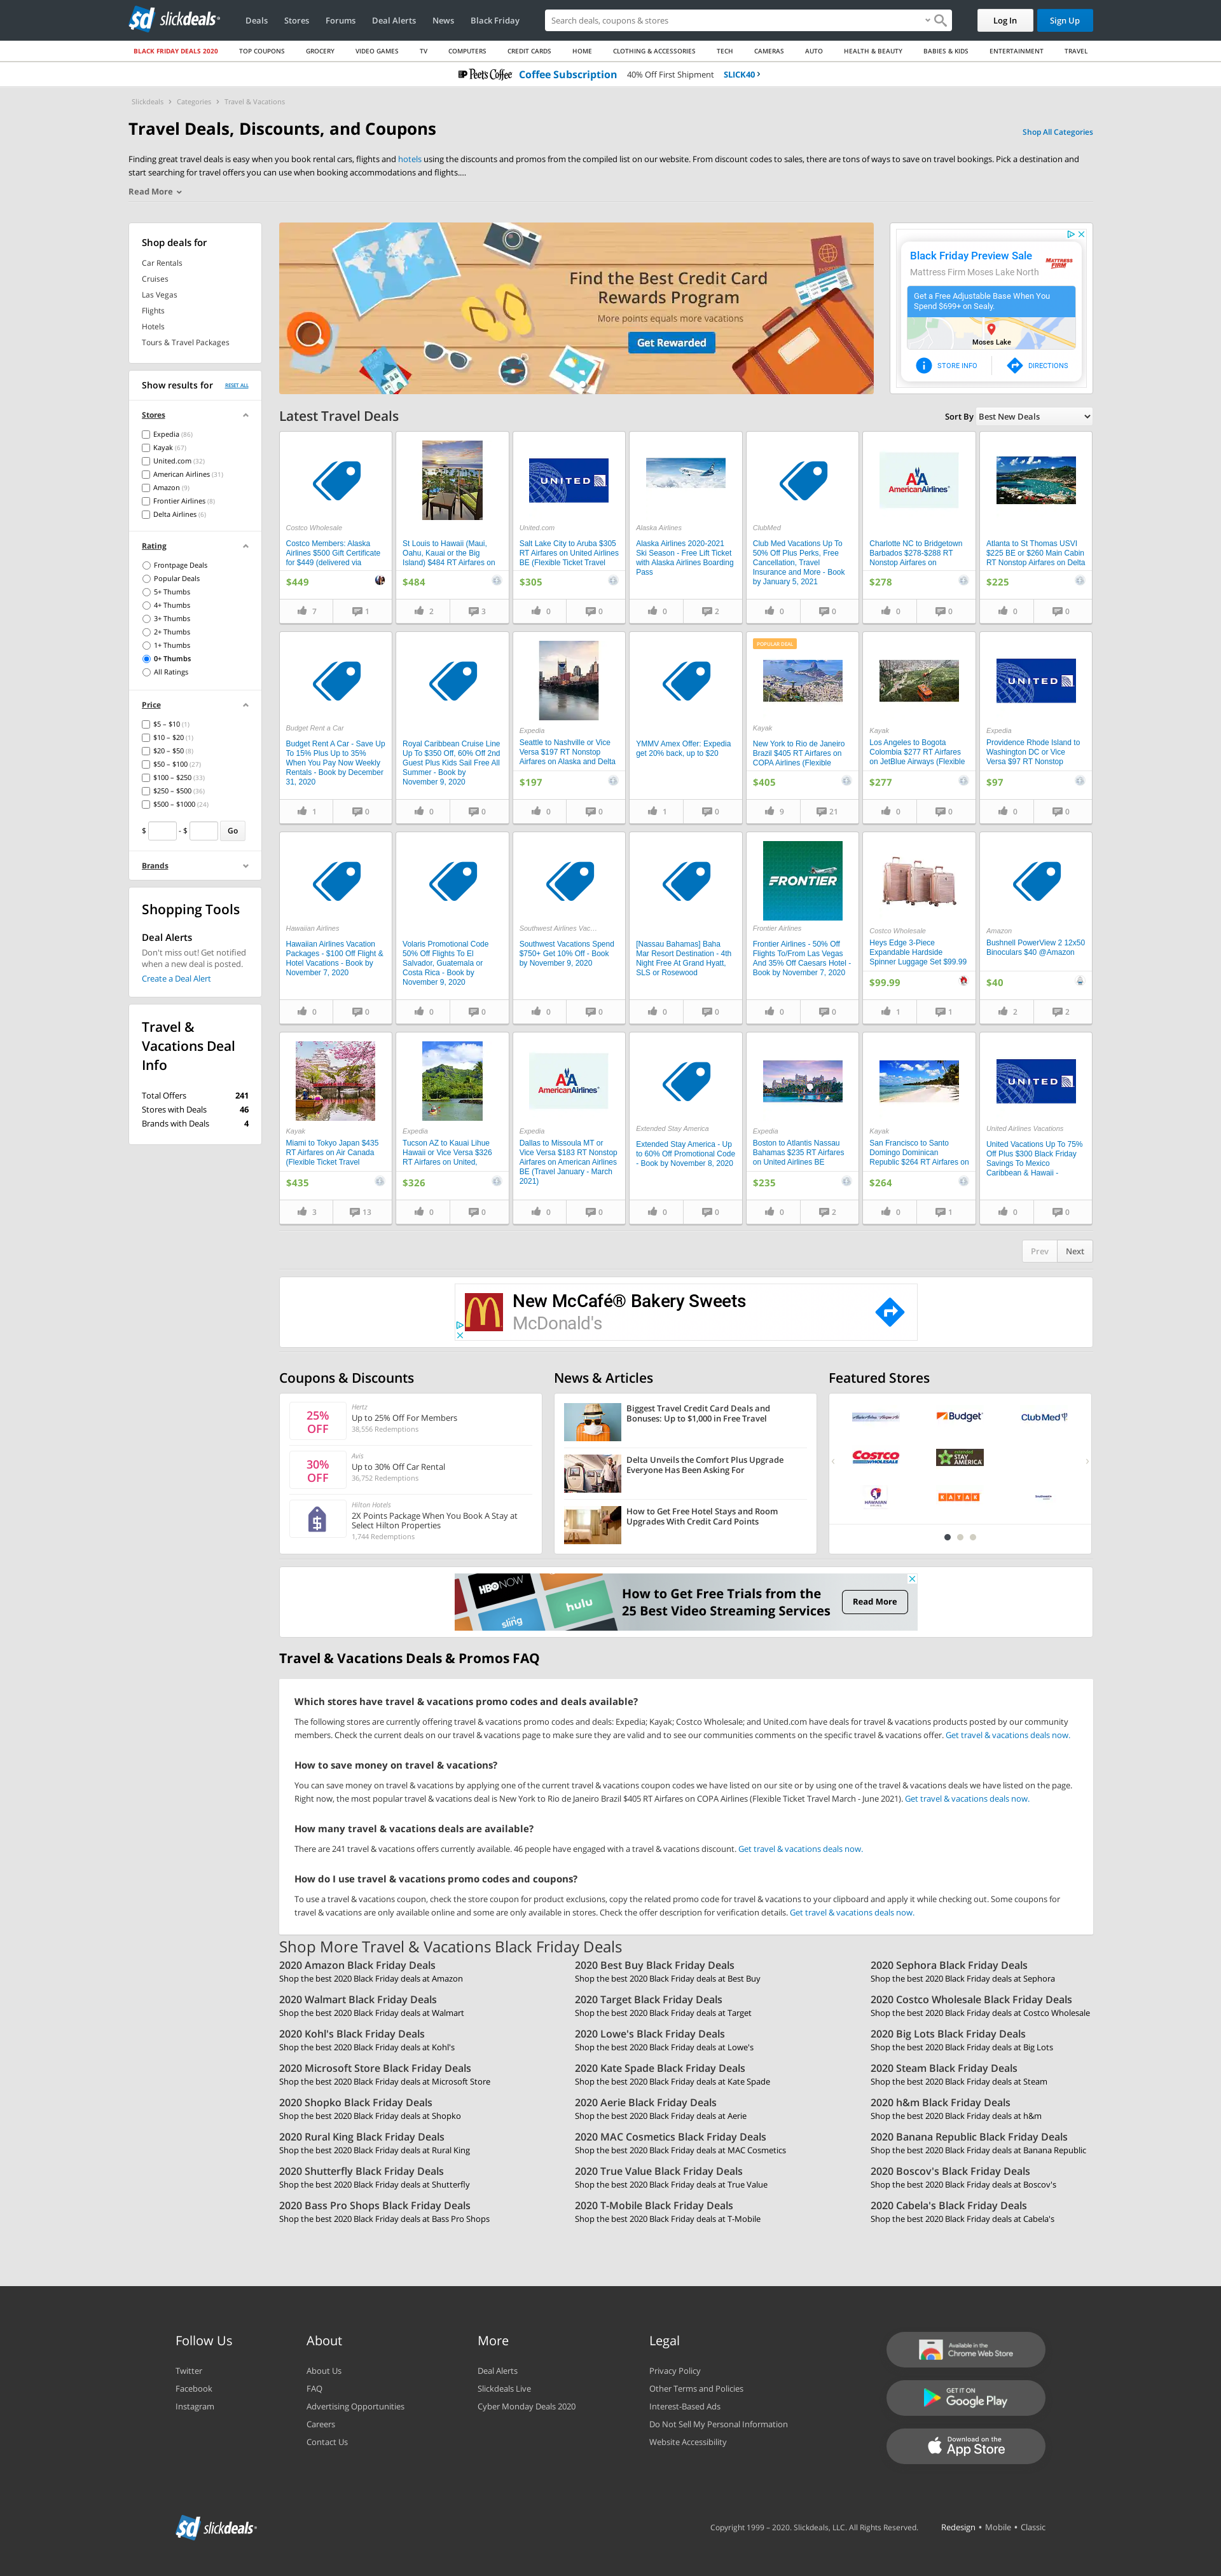 slickdeals
Deals Stores Forums Deal Alerts News Black Friday
Search deals, coupons & stores
Log In Sign Up
BLACK FRIDAY DEALS 2020 TOP COUPONS GROCERY VIDEO GAMES TV COMPUTERS CREDIT CARDS HOME CLOTHING & ACCESSORIES TECH CAMERAS AUTO HEALTH & BEAUTY BABIES & KIDS ENTERTAINMENT TRAVEL
Peet's Coffee Coffee Subscription 40% Off First Shipment SLICK40 >
Slickdeals > Categories > Travel & Vacations
Travel Deals, Discounts, and Coupons
Shop All Categories
Finding great travel deals is easy when you book rental cars, flights and hotels using the discounts and promos from the compiled list on our website. From discount codes to sales, there are tons of ways to save on travel bookings. Pick a destination and
start searching for travel offers you can use when booking accommodations and flights....
Read More
Shop deals for
Car Rentals
Cruises
Las Vegas
Flights
Hotels
Tours & Travel Packages
Show results for RESET ALL
Stores
Expedia (86)
Kayak (67)
United.com (32)
American Airlines (31)
Amazon (9)
Frontier Airlines (8)
Delta Airlines (6)
Rating
Frontpage Deals
Popular Deals
5+ Thumbs
4+ Thumbs
3+ Thumbs
2+ Thumbs
1+ Thumbs
0+ Thumbs
All Ratings
Price
$5 – $10 (1)
$10 – $20 (1)
$20 – $50 (8)
$50 – $100 (27)
$100 – $250 (33)
$250 – $500 (36)
$500 – $1000 (24)
$ - $ Go
Brands
Shopping Tools
Deal Alerts
Don't miss out! Get notified
when a new deal is posted.
Create a Deal Alert
Travel &
Vacations Deal
Info
Total Offers 241
Stores with Deals 46
Brands with Deals 4
Find the Best Credit Card
Rewards Program
More points equals more vacations
Get Rewarded
Black Friday Preview Sale
Mattress Firm Moses Lake North
MATTRESS FIRM
Get a Free Adjustable Base When You
Spend $699+ on Sealy.
Moses Lake
STORE INFO DIRECTIONS
Latest Travel Deals
Sort By Best New Deals
Costco Wholesale
Costco Members: Alaska
Airlines $500 Gift Certificate
for $449 (delivered via
$449
7 1
St Louis to Hawaii (Maui,
Oahu, Kauai or the Big
Island) $484 RT Airfares on
$484
2 3
UNITED
United.com
Salt Lake City to Aruba $305
RT Airfares on United Airlines
BE (Flexible Ticket Travel
$305
0 0
Alaska Airlines
Alaska Airlines 2020-2021
Ski Season - Free Lift Ticket
with Alaska Airlines Boarding
Pass
0 2
ClubMed
Club Med Vacations Up To
50% Off Plus Perks, Free
Cancellation, Travel
Insurance and More - Book
by January 5, 2021
0 0
AmericanAirlines
Charlotte NC to Bridgetown
Barbados $278-$288 RT
Nonstop Airfares on
$278
0 0
Atlanta to St Thomas USVI
$225 BE or $260 Main Cabin
RT Nonstop Airfares on Delta
$225
0 0
Budget Rent a Car
Budget Rent A Car - Save Up
To 15% Plus Up to 35%
When You Pay Now Weekly
Rentals - Book by December
31, 2020
1 0
Royal Caribbean Cruise Line
Up To $350 Off, 60% Off 2nd
Guest Plus Kids Sail Free All
Summer - Book by
November 9, 2020
0 0
Expedia
Seattle to Nashville or Vice
Versa $197 RT Nonstop
Airfares on Alaska and Delta
$197
0 0
YMMV Amex Offer: Expedia
get 20% back, up to $20
1 0
POPULAR DEAL
Kayak
New York to Rio de Janeiro
Brazil $405 RT Airfares on
COPA Airlines (Flexible
$405
9 21
Kayak
Los Angeles to Bogota
Colombia $277 RT Airfares
on JetBlue Airways (Flexible
$277
0 0
UNITED
Expedia
Providence Rhode Island to
Washington DC or Vice
Versa $97 RT Nonstop
$97
0 0
Hawaiian Airlines
Hawaiian Airlines Vacation
Packages - $100 Off Flight &
Hotel Vacations - Book by
November 7, 2020
0 0
Volaris Promotional Code
50% Off Flights To El
Salvador, Guatemala or
Costa Rica - Book by
November 9, 2020
0 0
Southwest Airlines Vac...
Southwest Vacations Spend
$750+ Get 10% Off - Book
by November 9, 2020
0 0
[Nassau Bahamas] Baha
Mar Resort Destination - 4th
Night Free At Grand Hyatt,
SLS or Rosewood
0 0
FRONTIER
Frontier Airlines
Frontier Airlines - 50% Off
Flights To/From Las Vegas
And 35% Off Caesars Hotel -
Book by November 7, 2020
0 0
Costco Wholesale
Heys Edge 3-Piece
Expandable Hardside
Spinner Luggage Set $99.99
$99.99
1 1
Amazon
Bushnell PowerView 2 12x50
Binoculars $40 @Amazon
$40
2 2
Kayak
Miami to Tokyo Japan $435
RT Airfares on Air Canada
(Flexible Ticket Travel
$435
3 13
Expedia
Tucson AZ to Kauai Lihue
Hawaii or Vice Versa $326
RT Airfares on United,
$326
0 0
AmericanAirlines
Expedia
Dallas to Missoula MT or
Vice Versa $183 RT Nonstop
Airfares on American Airlines
BE (Travel January - March
2021)
0 0
Extended Stay America
Extended Stay America - Up
to 60% Off Promotional Code
- Book by November 8, 2020
0 0
Expedia
Boston to Atlantis Nassau
Bahamas $235 RT Airfares
on United Airlines BE
$235
0 2
Kayak
San Francisco to Santo
Domingo Dominican
Republic $264 RT Airfares on
$264
0 1
UNITED
United Airlines Vacations
United Vacations Up To 75%
Off Plus $300 Black Friday
Savings To Mexico
Caribbean & Hawaii -
0 0
Prev Next
New McCafé® Bakery Sweets
McDonald's
Coupons & Discounts
25%
OFF
Hertz
Up to 25% Off For Members
38,556 Redemptions
30%
OFF
Avis
Up to 30% Off Car Rental
36,752 Redemptions
Hilton Hotels
2X Points Package When You Book A Stay at
Select Hilton Properties
1,744 Redemptions
News & Articles
Biggest Travel Credit Card Deals and
Bonuses: Up to $1,000 in Free Travel
Delta Unveils the Comfort Plus Upgrade
Everyone Has Been Asking For
How to Get Free Hotel Stays and Room
Upgrades With Credit Card Points
Featured Stores
Budget
Club Med
COSTCO WHOLESALE
extended STAY AMERICA
HAWAIIAN
KAYAK
HBO NOW
hulu
sling
How to Get Free Trials from the
25 Best Video Streaming Services
Read More
Travel & Vacations Deals & Promos FAQ
Which stores have travel & vacations promo codes and deals available?
The following stores are currently offering travel & vacations promo codes and deals: Expedia; Kayak; Costco Wholesale; and United.com have deals for travel & vacations products posted by our community
members. Check the current deals on our travel & vacations page to make sure they are valid and to see our communities comments on the specific travel & vacations offer. Get travel & vacations deals now.
How to save money on travel & vacations?
You can save money on travel & vacations by applying one of the current travel & vacations coupon codes we have listed on our site or by using one of the travel & vacations deals we have listed on the page.
Right now, the most popular travel & vacations deal is New York to Rio de Janeiro Brazil $405 RT Airfares on COPA Airlines (Flexible Ticket Travel March - June 2021). Get travel & vacations deals now.
How many travel & vacations deals are available?
There are 241 travel & vacations offers currently available. 46 people have engaged with a travel & vacations discount. Get travel & vacations deals now.
How do I use travel & vacations promo codes and coupons?
To use a travel & vacations coupon, check the store coupon for product exclusions, copy the related promo code for travel & vacations to your clipboard and apply it while checking out. Some coupons for
travel & vacations are only available online and some are only available in stores. Check the offer description for verification details. Get travel & vacations deals now.
Shop More Travel & Vacations Black Friday Deals
2020 Amazon Black Friday Deals
Shop the best 2020 Black Friday deals at Amazon
2020 Best Buy Black Friday Deals
Shop the best 2020 Black Friday deals at Best Buy
2020 Sephora Black Friday Deals
Shop the best 2020 Black Friday deals at Sephora
2020 Walmart Black Friday Deals
Shop the best 2020 Black Friday deals at Walmart
2020 Target Black Friday Deals
Shop the best 2020 Black Friday deals at Target
2020 Costco Wholesale Black Friday Deals
Shop the best 2020 Black Friday deals at Costco Wholesale
2020 Kohl's Black Friday Deals
Shop the best 2020 Black Friday deals at Kohl's
2020 Lowe's Black Friday Deals
Shop the best 2020 Black Friday deals at Lowe's
2020 Big Lots Black Friday Deals
Shop the best 2020 Black Friday deals at Big Lots
2020 Microsoft Store Black Friday Deals
Shop the best 2020 Black Friday deals at Microsoft Store
2020 Kate Spade Black Friday Deals
Shop the best 2020 Black Friday deals at Kate Spade
2020 Steam Black Friday Deals
Shop the best 2020 Black Friday deals at Steam
2020 Shopko Black Friday Deals
Shop the best 2020 Black Friday deals at Shopko
2020 Aerie Black Friday Deals
Shop the best 2020 Black Friday deals at Aerie
2020 h&m Black Friday Deals
Shop the best 2020 Black Friday deals at h&m
2020 Rural King Black Friday Deals
Shop the best 2020 Black Friday deals at Rural King
2020 MAC Cosmetics Black Friday Deals
Shop the best 2020 Black Friday deals at MAC Cosmetics
2020 Banana Republic Black Friday Deals
Shop the best 2020 Black Friday deals at Banana Republic
2020 Shutterfly Black Friday Deals
Shop the best 2020 Black Friday deals at Shutterfly
2020 True Value Black Friday Deals
Shop the best 2020 Black Friday deals at True Value
2020 Boscov's Black Friday Deals
Shop the best 2020 Black Friday deals at Boscov's
2020 Bass Pro Shops Black Friday Deals
Shop the best 2020 Black Friday deals at Bass Pro Shops
2020 T-Mobile Black Friday Deals
Shop the best 2020 Black Friday deals at T-Mobile
2020 Cabela's Black Friday Deals
Shop the best 2020 Black Friday deals at Cabela's
Follow Us
Twitter
Facebook
Instagram
About
About Us
FAQ
Advertising Opportunities
Careers
Contact Us
More
Deal Alerts
Slickdeals Live
Cyber Monday Deals 2020
Legal
Privacy Policy
Other Terms and Policies
Interest-Based Ads
Do Not Sell My Personal Information
Website Accessibility
Available in the
Chrome Web Store
GET IT ON
Google Play
Download on the
App Store
slickdeals
Copyright 1999 – 2020. Slickdeals, LLC. All Rights Reserved. Redesign • Mobile • Classic